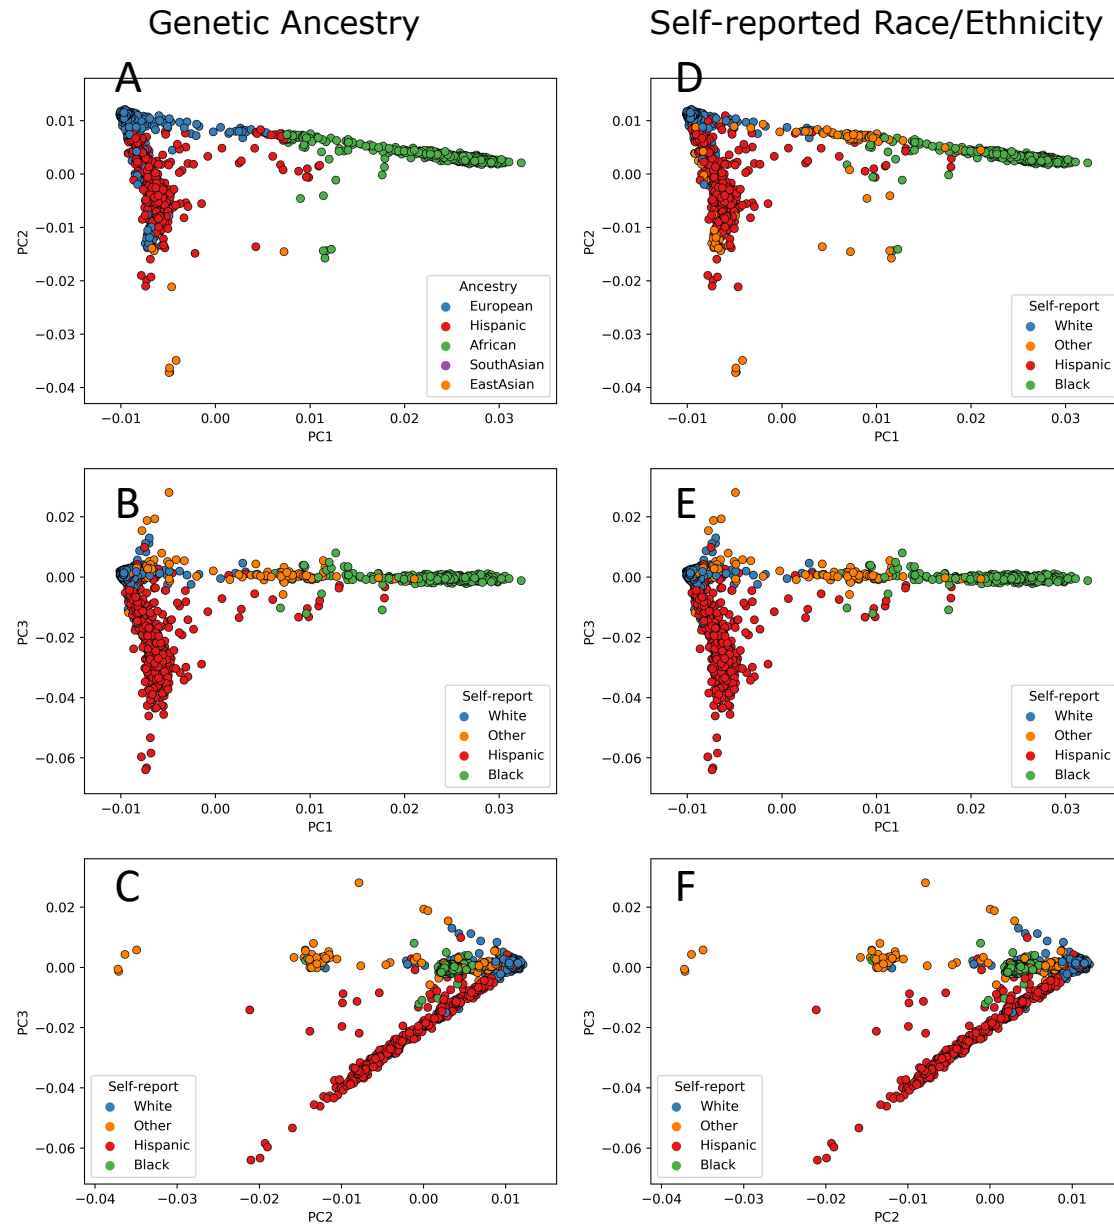 Genetic Ancestry
Self-reported Race/Ethnicity
A
0.01
0.00
−0.01
−0.02
−0.03
−0.04
PC2
Ancestry
European
Hispanic
African
SouthAsian
EastAsian
−0.01 0.00 0.01 0.02 0.03
PC1
D
0.01
0.00
−0.01
−0.02
−0.03
−0.04
PC2
Self-report
White
Other
Hispanic
Black
−0.01 0.00 0.01 0.02 0.03
PC1
B
0.02
0.00
−0.02
−0.04
−0.06
PC3
Self-report
White
Other
Hispanic
Black
−0.01 0.00 0.01 0.02 0.03
PC1
E
0.02
0.00
−0.02
−0.04
−0.06
PC3
Self-report
White
Other
Hispanic
Black
−0.01 0.00 0.01 0.02 0.03
PC1
C
0.02
0.00
−0.02
−0.04
−0.06
PC3
Self-report
White
Other
Hispanic
Black
−0.04 −0.03 −0.02 −0.01 0.00 0.01
PC2
F
0.02
0.00
−0.02
−0.04
−0.06
PC3
Self-report
White
Other
Hispanic
Black
−0.04 −0.03 −0.02 −0.01 0.00 0.01
PC2